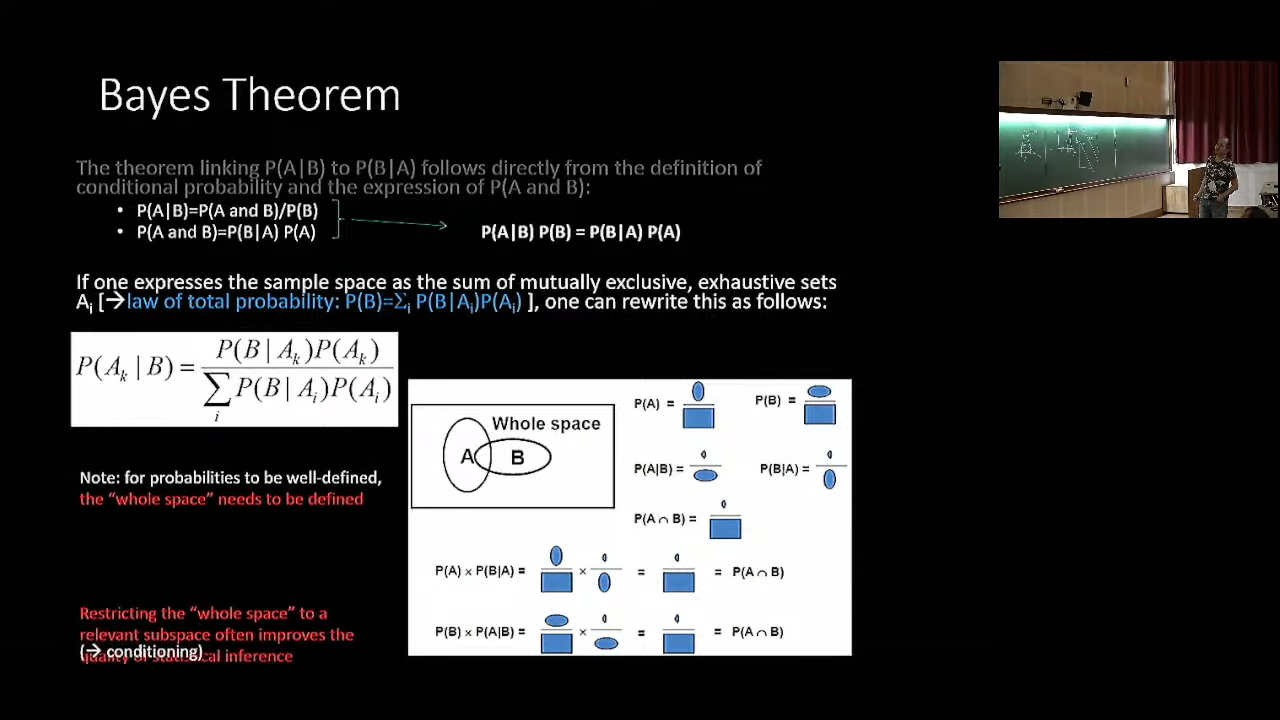 Bayes Theorem
The theorem linking P(A|B) to P(B|A) follows directly from the definition of
conditional probability and the expression of P(A and B):
• P(A|B)=P(A and B)/P(B)
• P(A and B)=P(B|A) P(A)
P(A|B) P(B) = P(B|A) P(A)
If one expresses the sample space as the sum of mutually exclusive, exhaustive sets
Aᵢ [→law of total probability: P(B)=Σᵢ P(B|Aᵢ)P(Aᵢ) ], one can rewrite this as follows:
P(Aₖ | B) = P(B | Aₖ)P(Aₖ) / ∑ᵢ P(B | Aᵢ)P(Aᵢ)
Whole space
A B
P(A) =
P(B) =
P(A|B) =
P(B|A) =
P(A ∩ B) =
P(A) × P(B|A) = × = = P(A ∩ B)
P(B) × P(A|B) = × = = P(A ∩ B)
Note: for probabilities to be well-defined,
the “whole space” needs to be defined
Restricting the “whole space” to a
relevant subspace often improves the
(→ conditioning)
quality of statistical inference